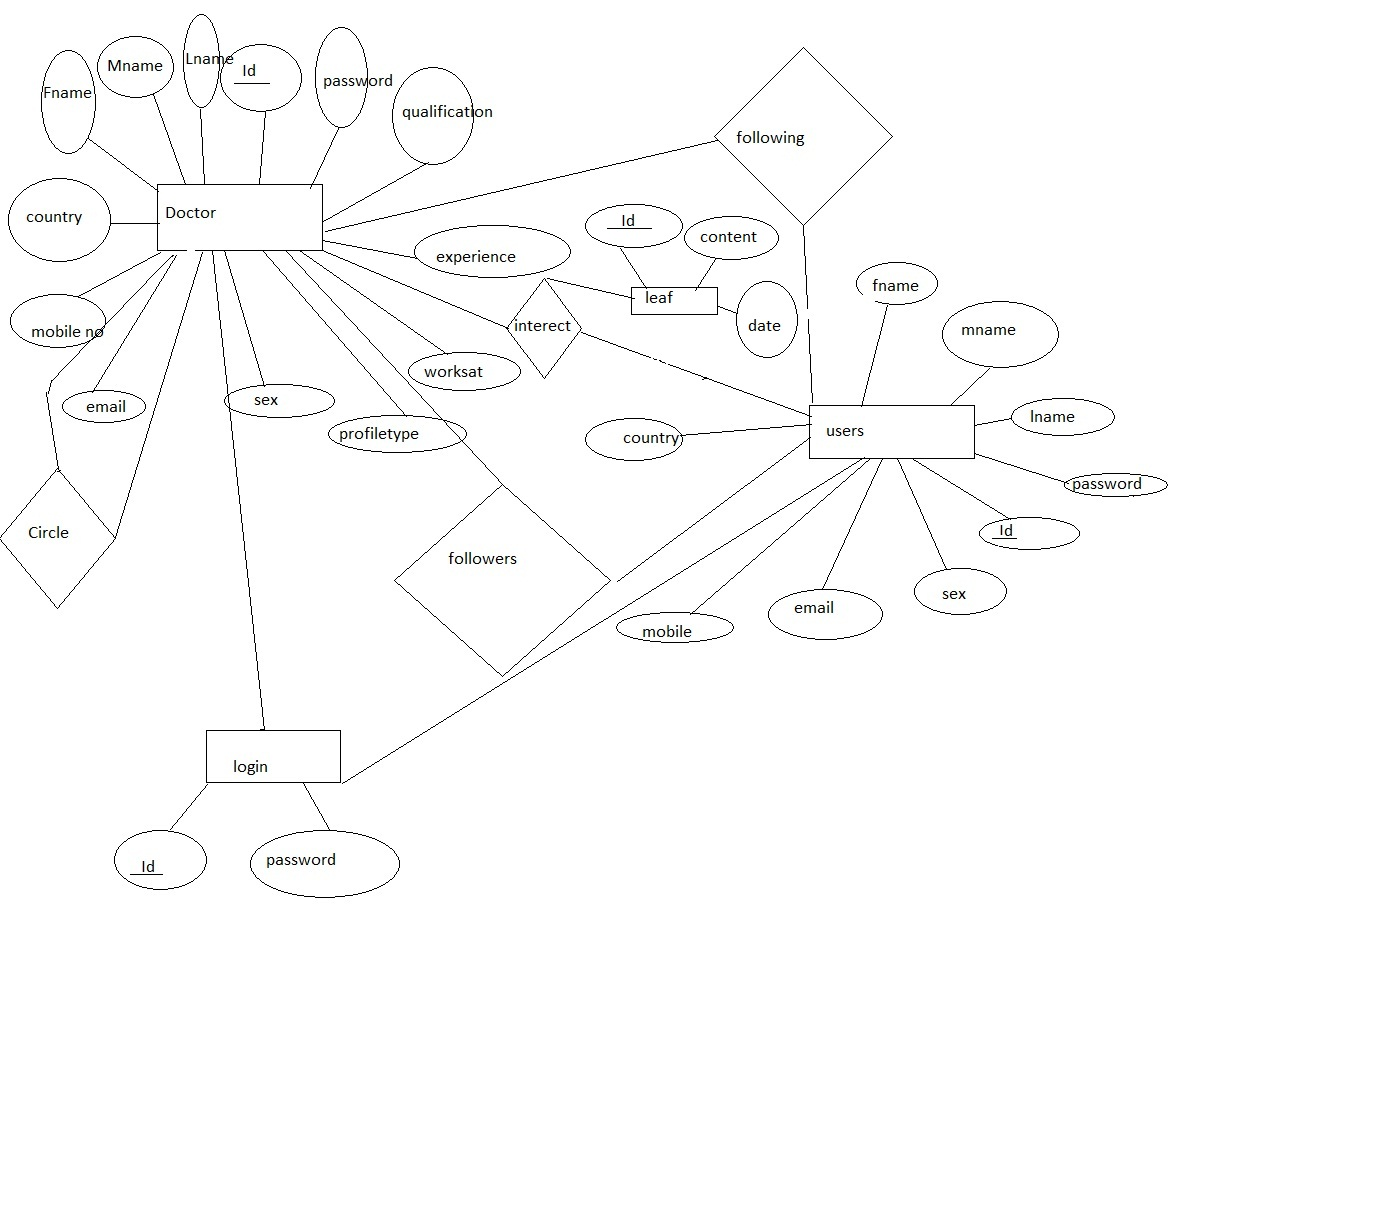 Fname
Mname
Lname
Id
password
qualification
following
country
Doctor
Id
content
experience
leaf
fname
mobile no
interect
date
mname
worksat
email
sex
profiletype
country
users
lname
password
Circle
followers
Id
mobile
email
sex
login
Id
password